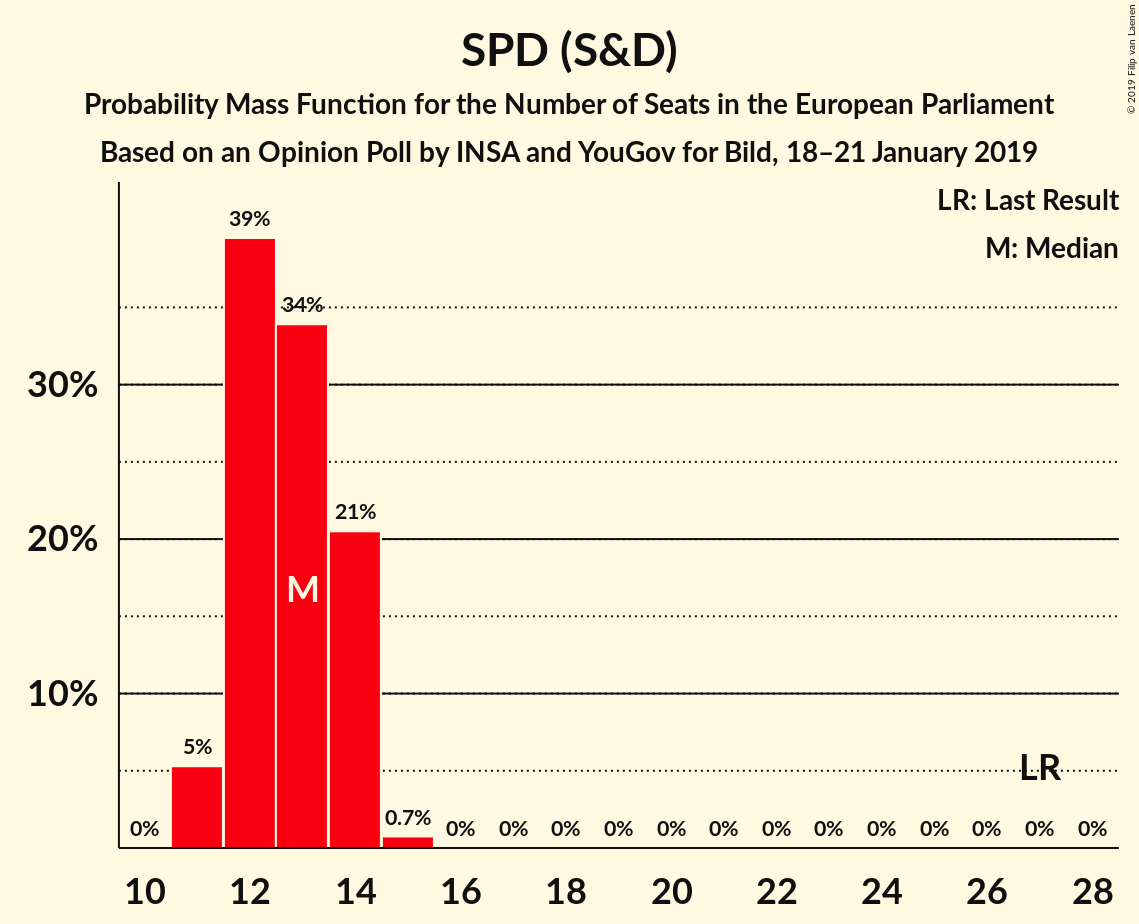 SPD (S&D)
Probability Mass Function for the Number of Seats in the European Parliament
Based on an Opinion Poll by INSA and YouGov for Bild, 18–21 January 2019
© 2019 Filip van Laenen
LR: Last Result
M: Median
39%
34%
30%
21%
20%
M
10%
5%
LR
0% 0.7% 0% 0% 0% 0% 0% 0% 0% 0% 0% 0% 0% 0% 0%
10 12 14 16 18 20 22 24 26 28